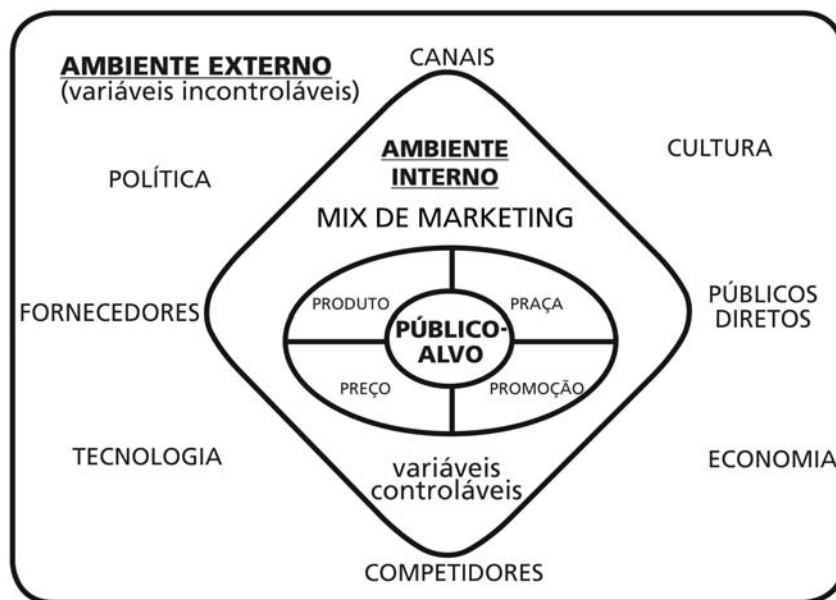 CANAIS
AMBIENTE EXTERNO
(variáveis incontroláveis)
CULTURA
AMBIENTE
INTERNO
POLÍTICA
MIX DE MARKETING
FORNECEDORES
PRODUTO
PRAÇA
PÚBLICOS
DIRETOS
PÚBLICO-
ALVO
PREÇO
PROMOÇÃO
TECNOLOGIA
variáveis
controláveis
ECONOMIA
COMPETIDORES